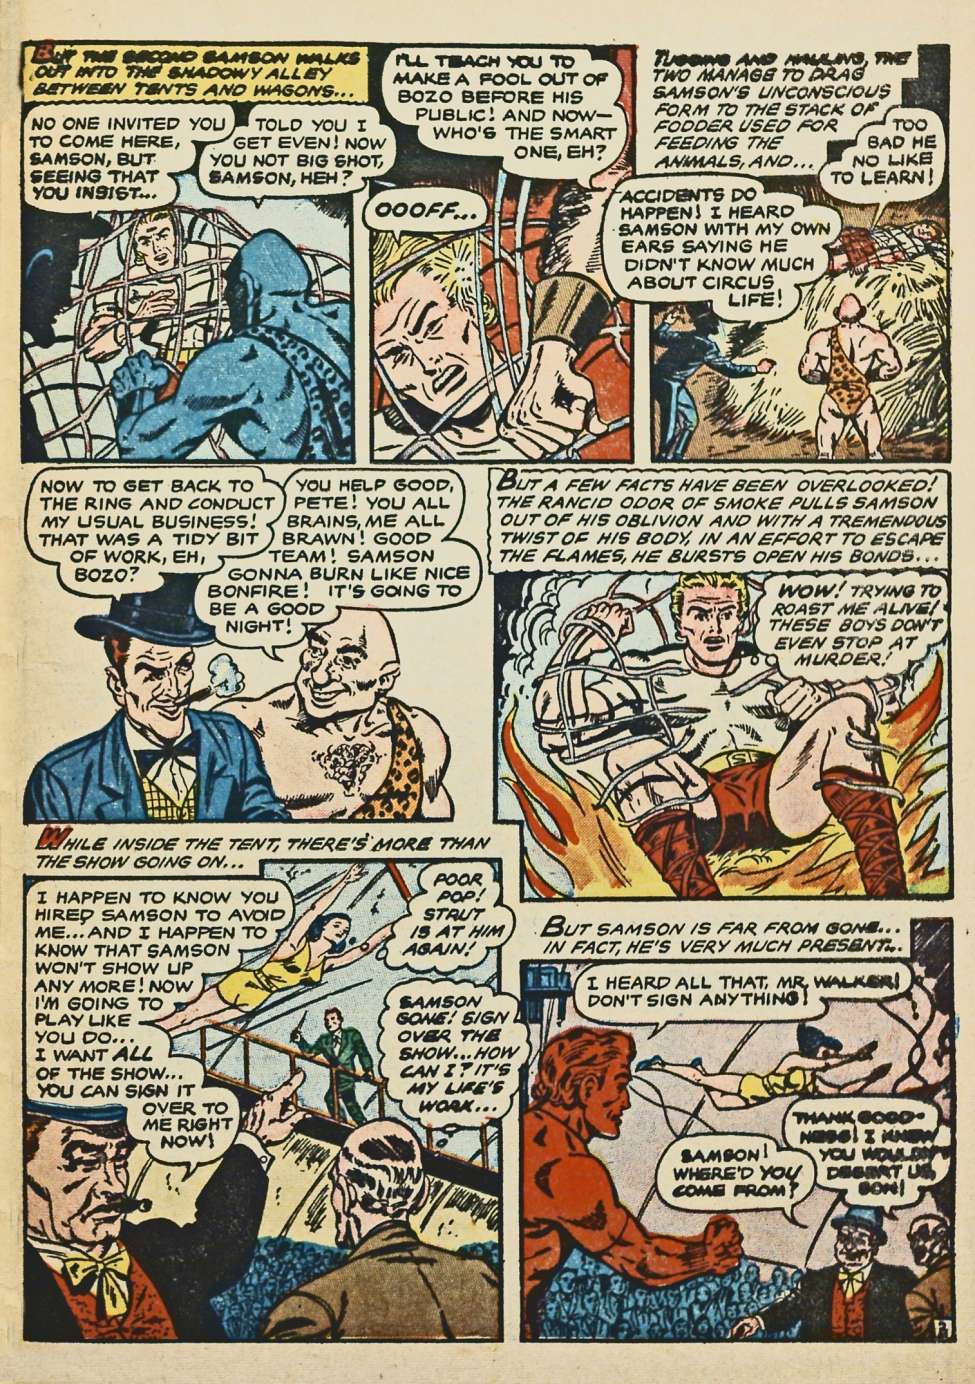 BUT THE SECOND SAMSON WALKS
OUT INTO THE SHADOWY ALLEY
BETWEEN TENTS AND WAGONS...
NO ONE INVITED YOU
TO COME HERE,
SAMSON, BUT
SEEING THAT
YOU INSIST...
TOLD YOU I
GET EVEN! NOW
YOU NOT BIG SHOT,
SAMSON, HEH?
I'LL TEACH YOU TO
MAKE A FOOL OUT OF
BOZO BEFORE HIS
PUBLIC! AND NOW—
WHO'S THE SMART
ONE, EH?
OOOFF...
TUGGING AND HAULING, THE
TWO MANAGE TO DRAG
SAMSON'S UNCONSCIOUS
FORM TO THE STACK OF
FODDER USED FOR
FEEDING THE
ANIMALS, AND...
TOO
BAD HE
NO LIKE
TO LEARN!
ACCIDENTS DO
HAPPEN! I HEARD
SAMSON WITH MY OWN
EARS SAYING HE
DIDN'T KNOW MUCH
ABOUT CIRCUS
LIFE!
NOW TO GET BACK TO
THE RING AND CONDUCT
MY USUAL BUSINESS!
THAT WAS A TIDY BIT
OF WORK, EH,
BOZO?
YOU HELP GOOD,
PETE! YOU ALL
BRAINS, ME ALL
BRAWN! GOOD
TEAM! SAMSON
GONNA BURN LIKE NICE
BONFIRE! IT'S GOING TO
BE A GOOD
NIGHT!
BUT A FEW FACTS HAVE BEEN OVERLOOKED!
THE RANCID ODOR OF SMOKE PULLS SAMSON
OUT OF HIS OBLIVION AND WITH A TREMENDOUS
TWIST OF HIS BODY, IN AN EFFORT TO ESCAPE
THE FLAMES, HE BURSTS OPEN HIS BONDS...
WOW! TRYING TO
ROAST ME ALIVE!
THESE BOYS DON'T
EVEN STOP AT
MURDER!
S
WHILE INSIDE THE TENT, THERE'S MORE THAN
THE SHOW GOING ON...
I HAPPEN TO KNOW YOU
HIRED SAMSON TO AVOID
ME...AND I HAPPEN TO
KNOW THAT SAMSON
WON'T SHOW UP
ANY MORE! NOW
I'M GOING TO
PLAY LIKE
YOU DO...
I WANT ALL
OF THE SHOW...
YOU CAN SIGN IT
OVER TO
ME RIGHT
NOW!
POOR
POP!
STRUT
IS AT HIM
AGAIN!
SAMSON
GONE! SIGN
OVER THE
SHOW...HOW
CAN I? IT'S
MY LIFE'S
WORK...
BUT SAMSON IS FAR FROM GONE...
IN FACT, HE'S VERY MUCH PRESENT...
I HEARD ALL THAT, MR. WALKER!
DON'T SIGN ANYTHING!
SAMSON!
WHERE'D YOU
COME FROM?
THANK GOOD-
NESS! I KNEW
YOU WOULDN'T
DESERT US,
SON!